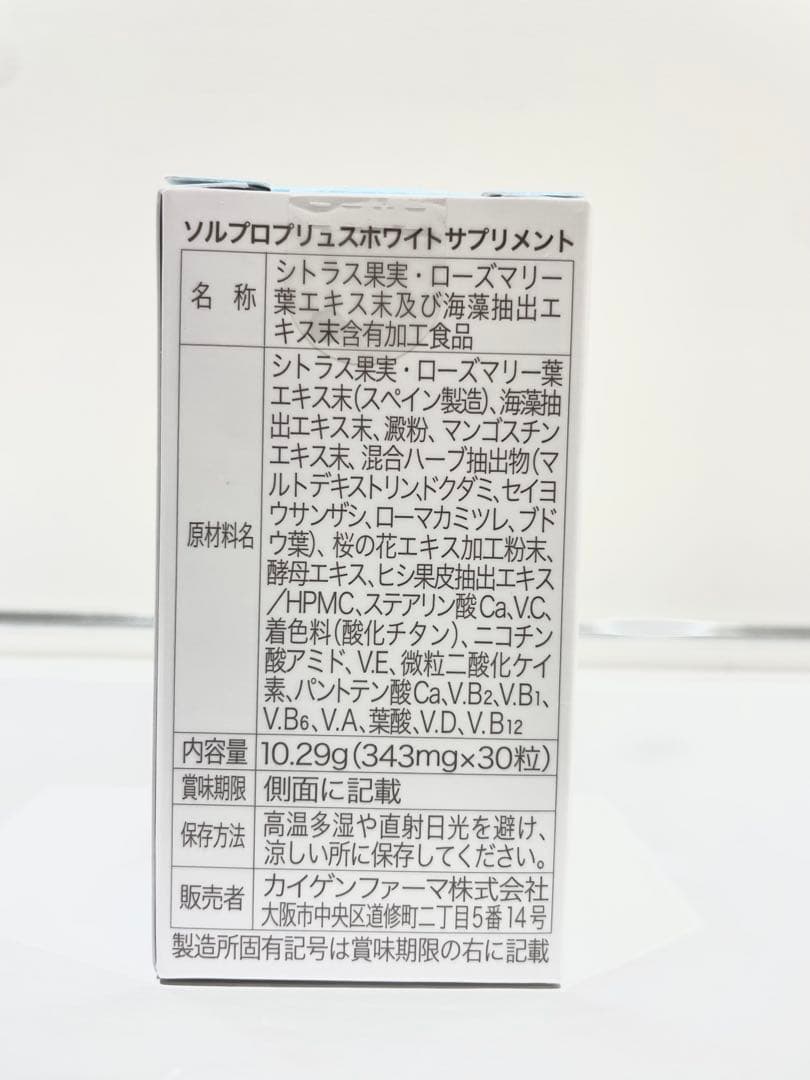 ソルプロプリュスホワイトサプリメント
名 称
シトラス果実・ローズマリー
葉エキス末及び海藻抽出エ
キス末含有加工食品
原材料名
シトラス果実・ローズマリー葉
エキス末(スペイン製造)、海藻抽
出エキス末、澱粉、マンゴスチン
エキス末、混合ハーブ抽出物(マ
ルトデキストリン、ドクダミ、セイヨ
ウサンザシ、ローマカミツレ、ブド
ウ葉)、桜の花エキス加工粉末、
酵母エキス、ヒシ果皮抽出エキス
/HPMC、ステアリン酸Ca、V.C、
着色料(酸化チタン)、ニコチン
酸アミド、V.E、微粒二酸化ケイ
素、パントテン酸Ca、V.B2、V.B1、
V.B6、V.A、葉酸、V.D、V.B12
内容量 10.29g(343mg×30粒)
賞味期限 側面に記載
保存方法
高温多湿や直射日光を避け、
涼しい所に保存してください。
販売者
カイゲンファーマ株式会社
大阪市中央区道修町二丁目5番14号
製造所固有記号は賞味期限の右に記載